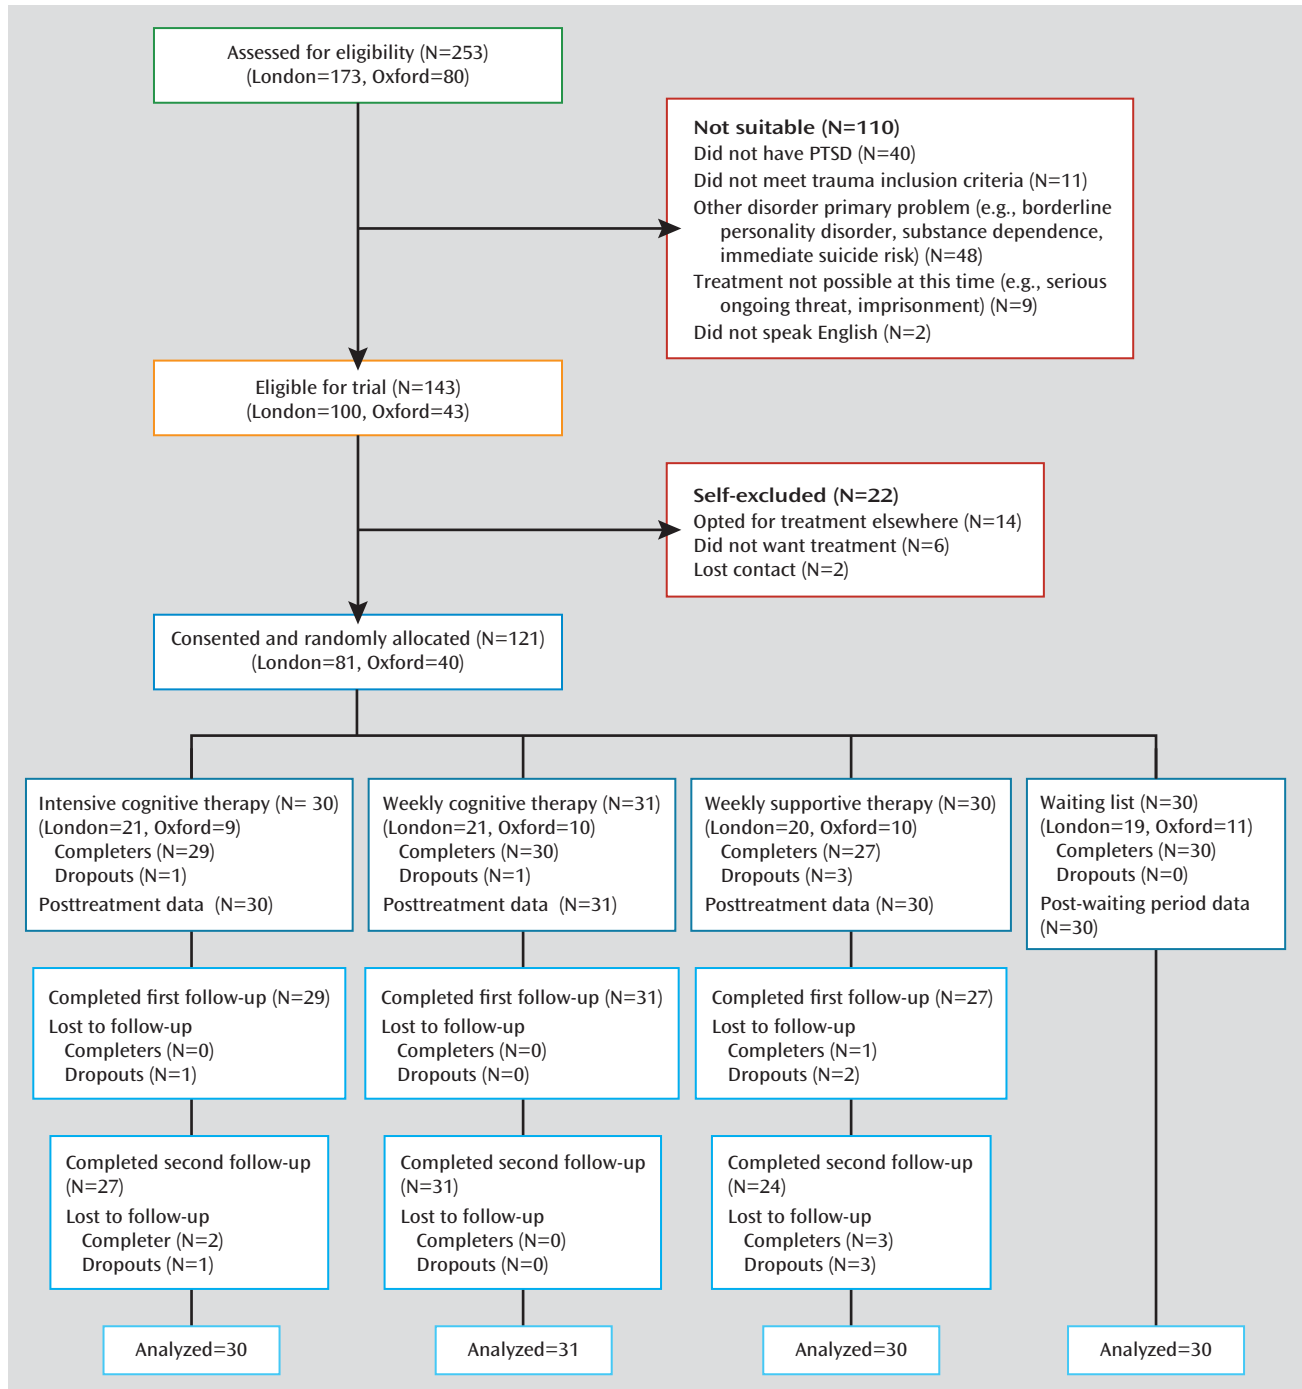 Assessed for eligibility (N=253)
(London=173, Oxford=80)
Not suitable (N=110)
Did not have PTSD (N=40)
Did not meet trauma inclusion criteria (N=11)
Other disorder primary problem (e.g., borderline
personality disorder, substance dependence,
immediate suicide risk) (N=48)
Treatment not possible at this time (e.g., serious
ongoing threat, imprisonment) (N=9)
Did not speak English (N=2)
Eligible for trial (N=143)
(London=100, Oxford=43)
Self-excluded (N=22)
Opted for treatment elsewhere (N=14)
Did not want treatment (N=6)
Lost contact (N=2)
Consented and randomly allocated (N=121)
(London=81, Oxford=40)
Intensive cognitive therapy (N= 30)
(London=21, Oxford=9)
Completers (N=29)
Dropouts (N=1)
Posttreatment data (N=30)
Weekly cognitive therapy (N=31)
(London=21, Oxford=10)
Completers (N=30)
Dropouts (N=1)
Posttreatment data (N=31)
Weekly supportive therapy (N=30)
(London=20, Oxford=10)
Completers (N=27)
Dropouts (N=3)
Posttreatment data (N=30)
Waiting list (N=30)
(London=19, Oxford=11)
Completers (N=30)
Dropouts (N=0)
Post-waiting period data
(N=30)
Completed first follow-up (N=29)
Lost to follow-up
Completers (N=0)
Dropouts (N=1)
Completed first follow-up (N=31)
Lost to follow-up
Completers (N=0)
Dropouts (N=0)
Completed first follow-up (N=27)
Lost to follow-up
Completers (N=1)
Dropouts (N=2)
Completed second follow-up
(N=27)
Lost to follow-up
Completer (N=2)
Dropouts (N=1)
Completed second follow-up
(N=31)
Lost to follow-up
Completers (N=0)
Dropouts (N=0)
Completed second follow-up
(N=24)
Lost to follow-up
Completers (N=3)
Dropouts (N=3)
Analyzed=30
Analyzed=31
Analyzed=30
Analyzed=30